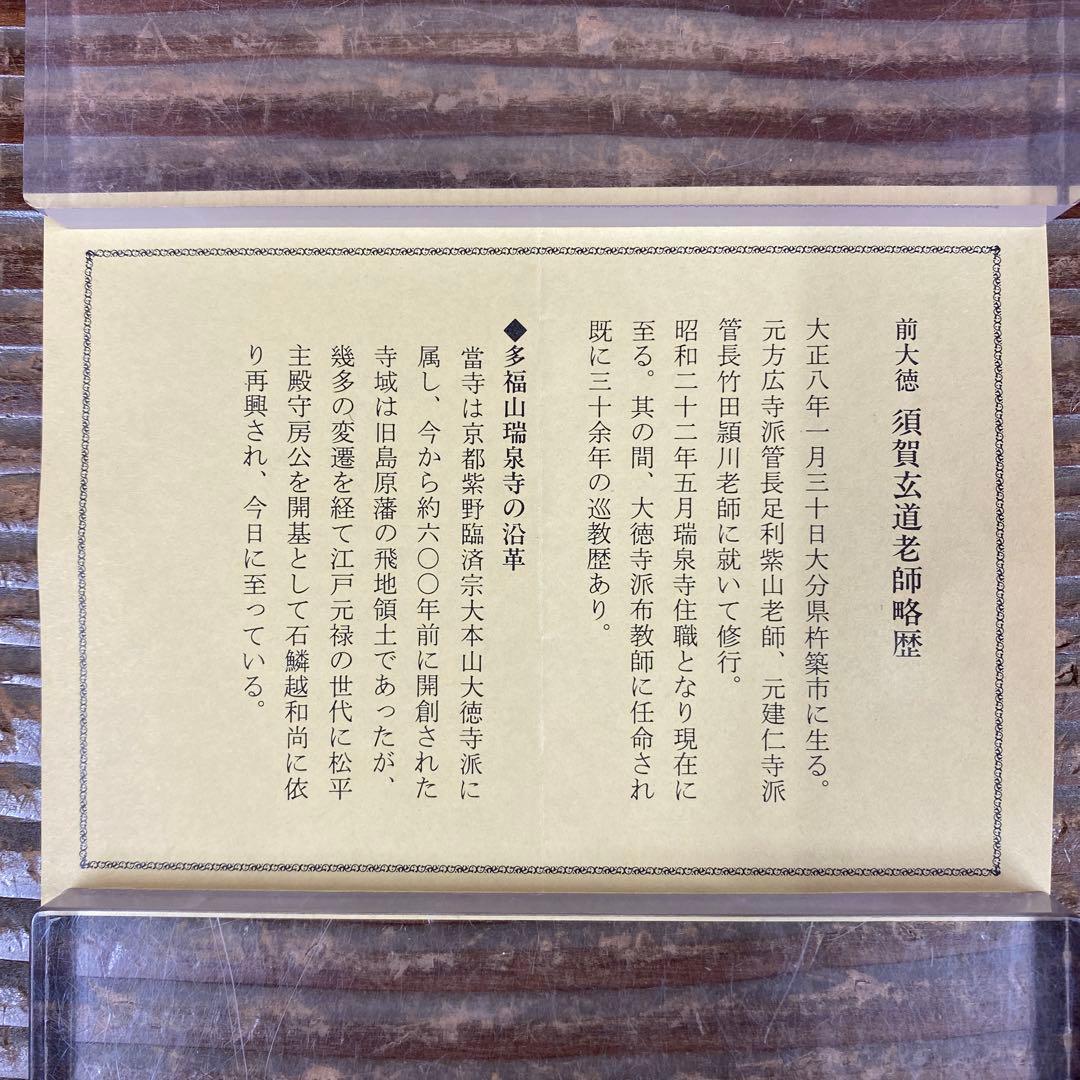 前大徳 須賀玄道老師略歴
大正八年一月三十日大分県杵築市に生る。
元方広寺派管長足利紫山老師、元建仁寺派
管長竹田頴川老師に就いて修行。
昭和二十二年五月瑞泉寺住職となり現在に
至る。其の間、大徳寺派布教師に任命され
既に三十余年の巡教歴あり。
◆多福山瑞泉寺の沿革
當寺は京都紫野臨済宗大本山大徳寺派に
属し、今から約六〇〇年前に開創された
寺域は旧島原藩の飛地領土であったが、
幾多の変遷を経て江戸元禄の世代に松平
主殿守房公を開基として石鱗越和尚に依
り再興され、今日に至っている。